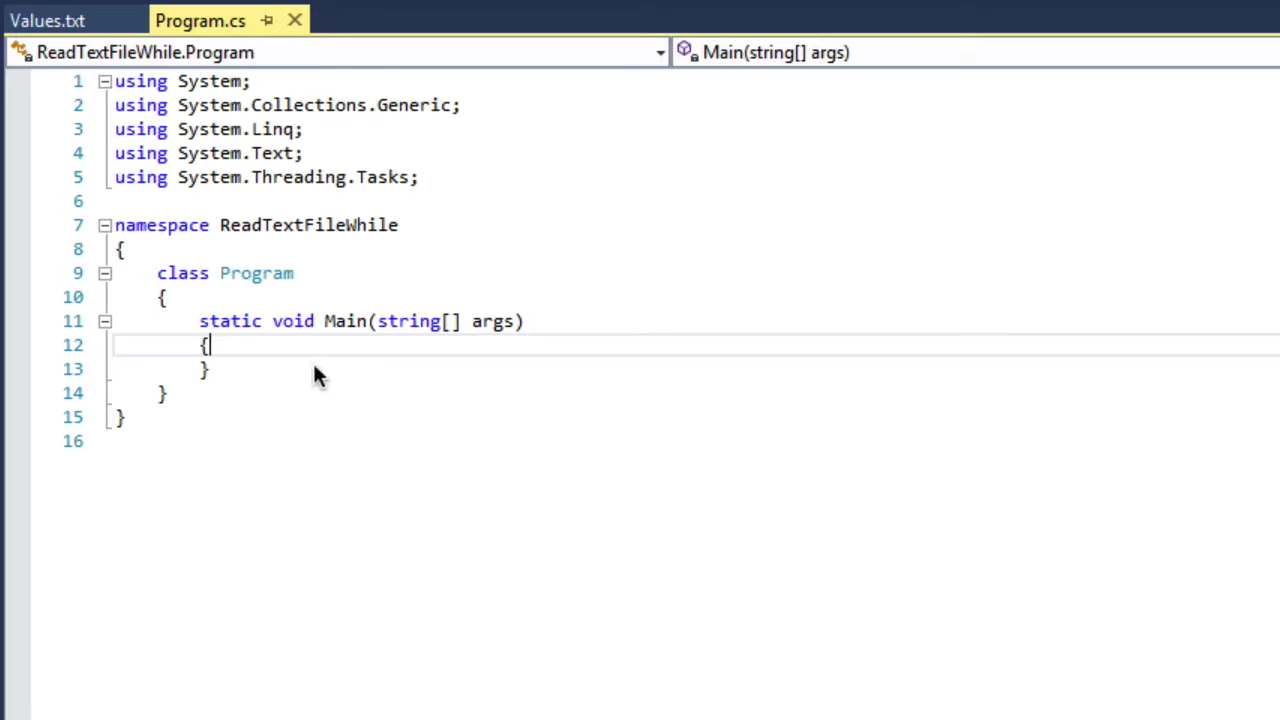 Values.txt Program.cs
ReadTextFileWhile.Program Main(string[] args)
1 using System;
2 using System.Collections.Generic;
3 using System.Linq;
4 using System.Text;
5 using System.Threading.Tasks;
6
7 namespace ReadTextFileWhile
8 {
9 class Program
10 {
11 static void Main(string[] args)
12 {
13 }
14 }
15 }
16